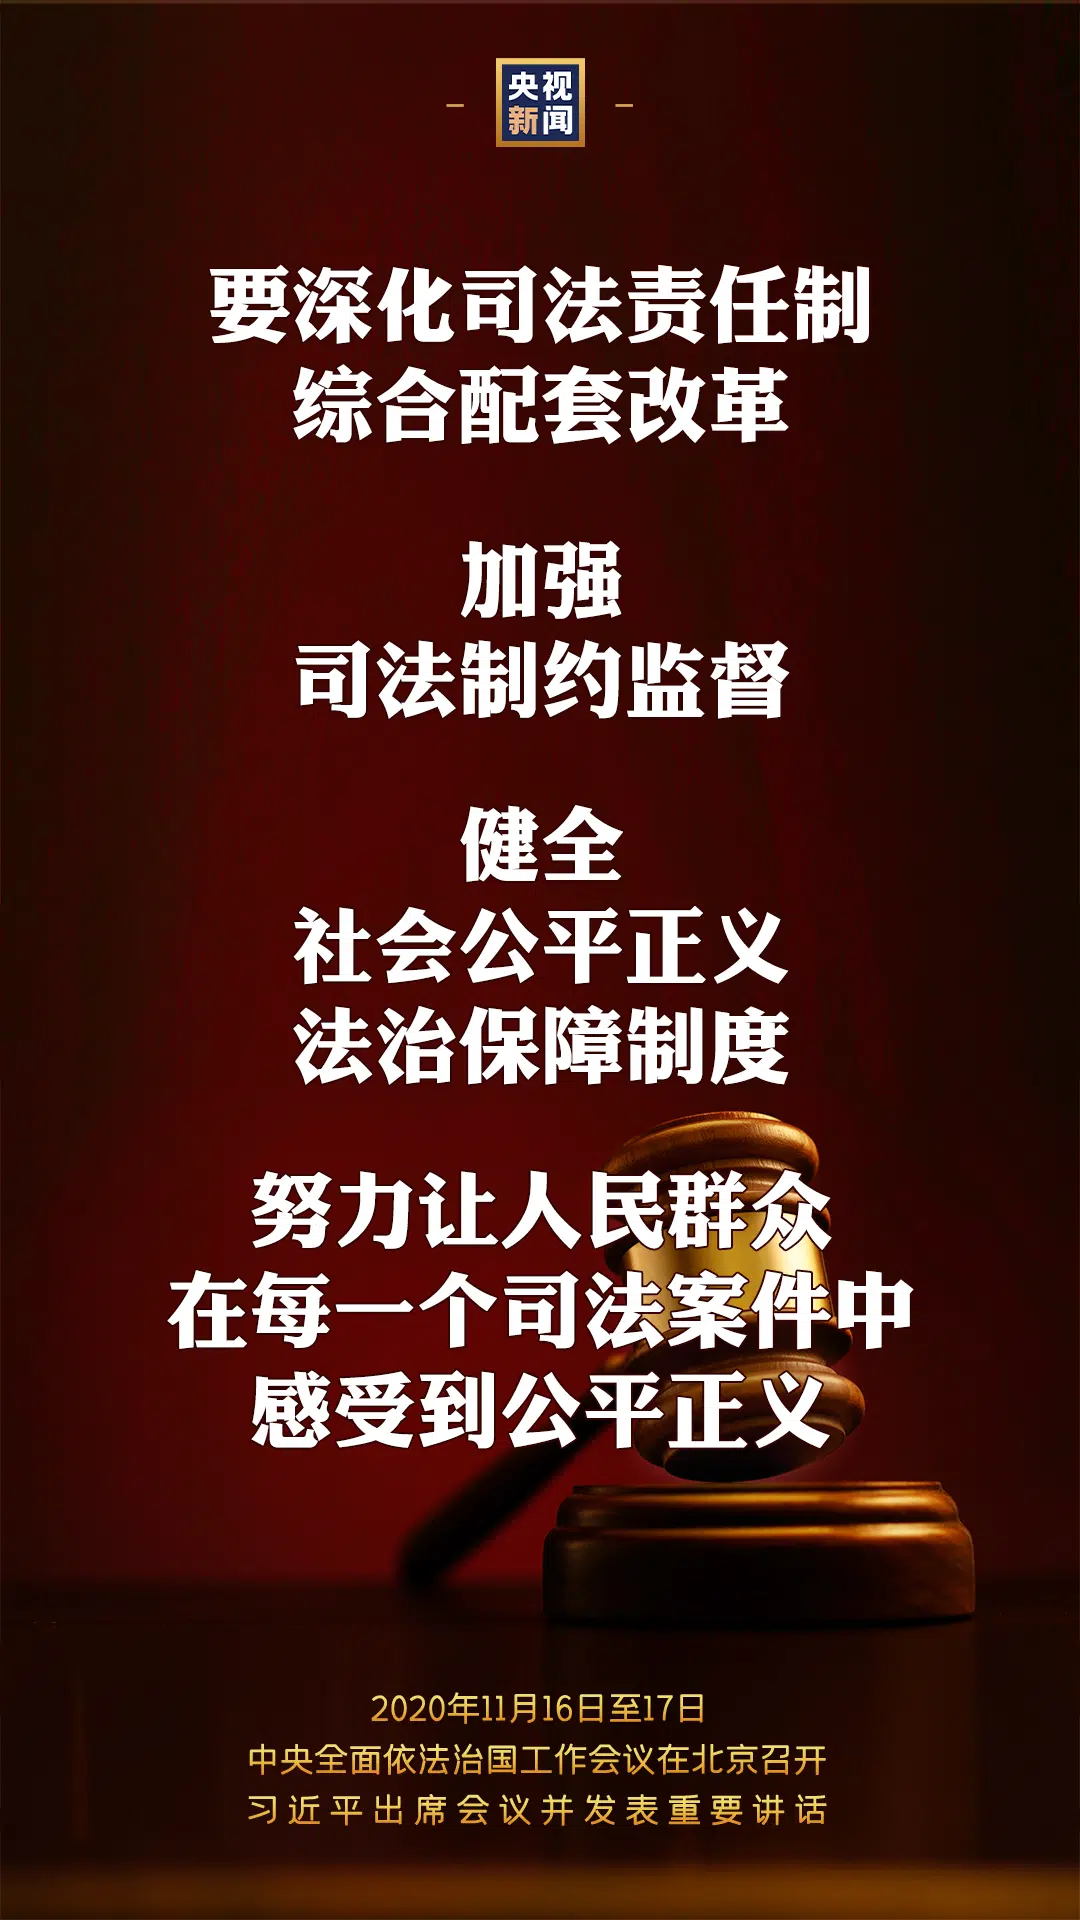 央视
新闻
要深化司法责任制
综合配套改革
加强
司法制约监督
健全
社会公平正义
法治保障制度
努力让人民群众
在每一个司法案件中
感受到公平正义
2020年11月16日至17日
中央全面依法治国工作会议在北京召开
习近平出席会议并发表重要讲话